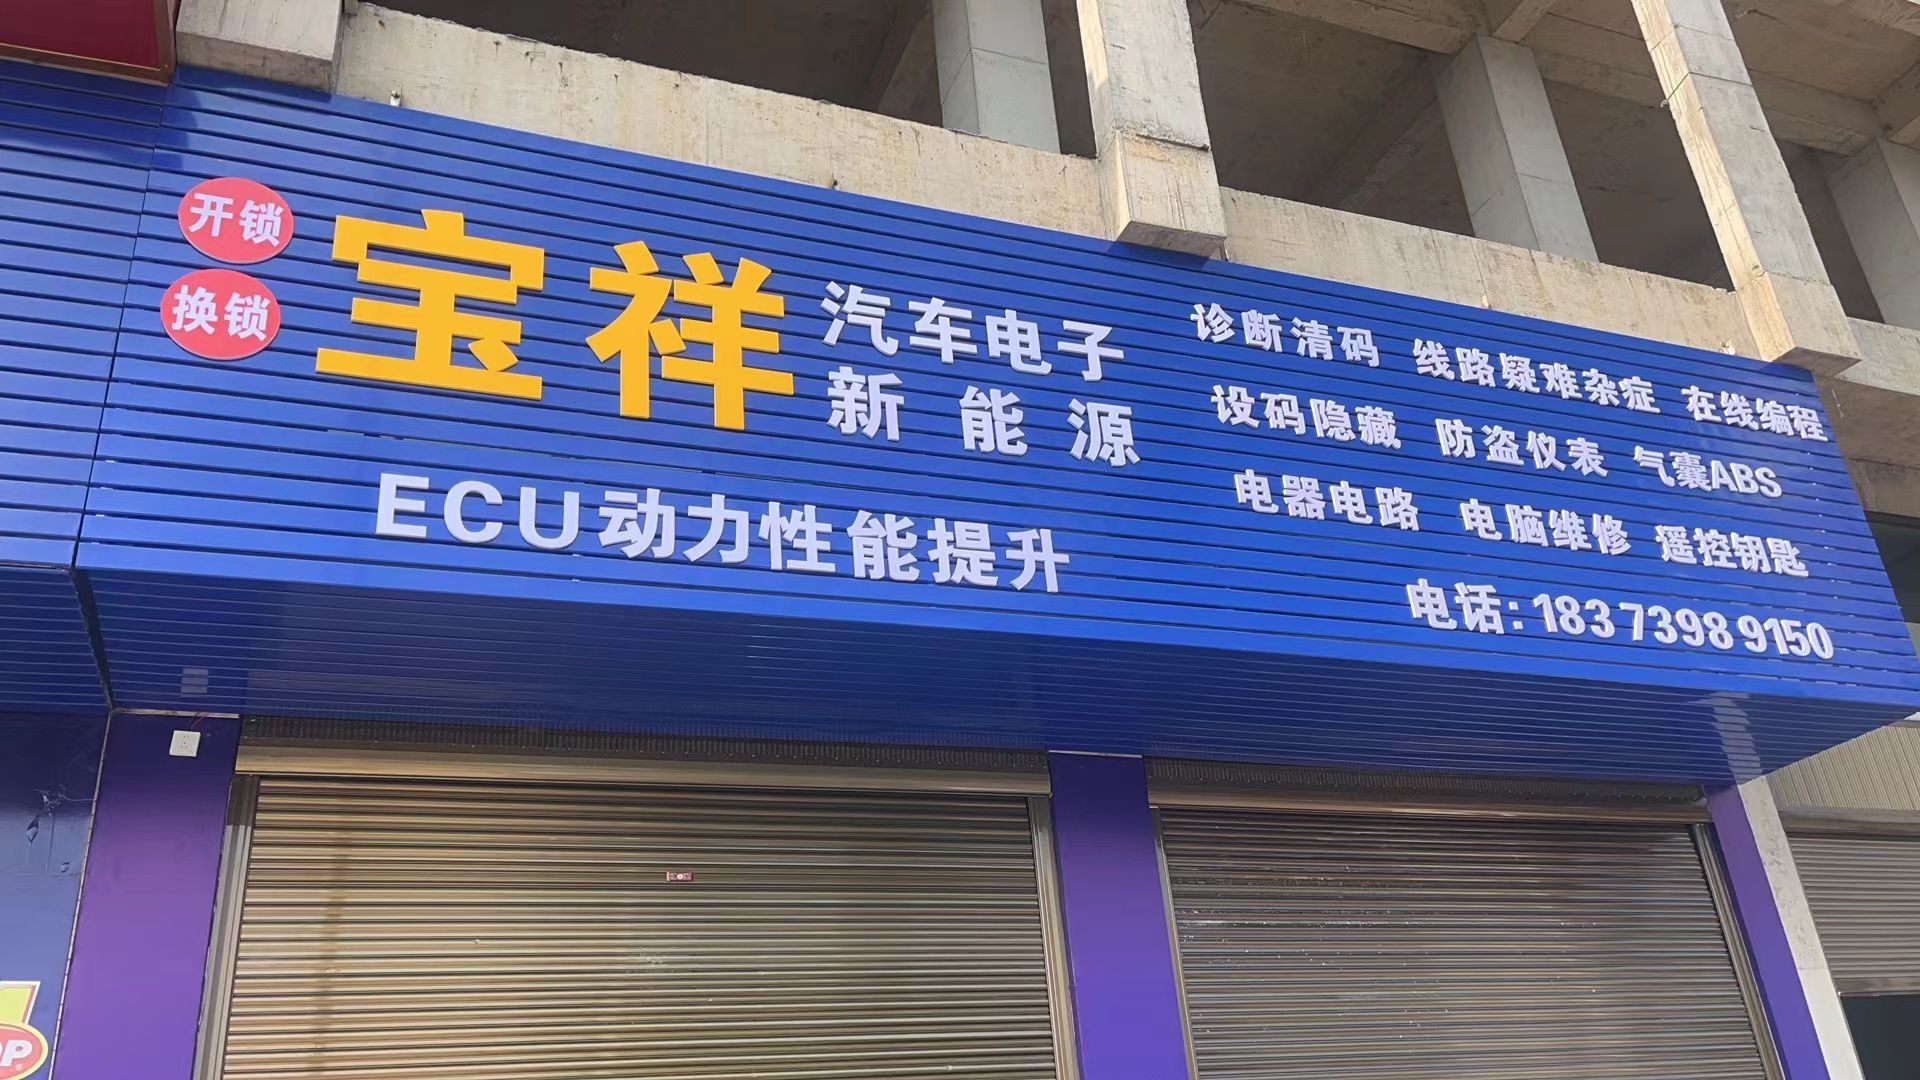 开锁
换锁
宝祥
汽车电子
新能源
ECU动力性能提升
诊断清码 线路疑难杂症 在线编程
设码隐藏 防盗仪表 气囊ABS
电器电路 电脑维修 遥控钥匙
电话:18373989150